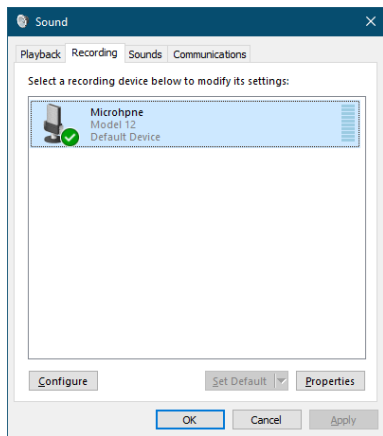 Sound
Playback Recording Sounds Communications
Select a recording device below to modify its settings:
Microhpne
Model 12
Default Device
Configure Set Default Properties
OK Cancel Apply